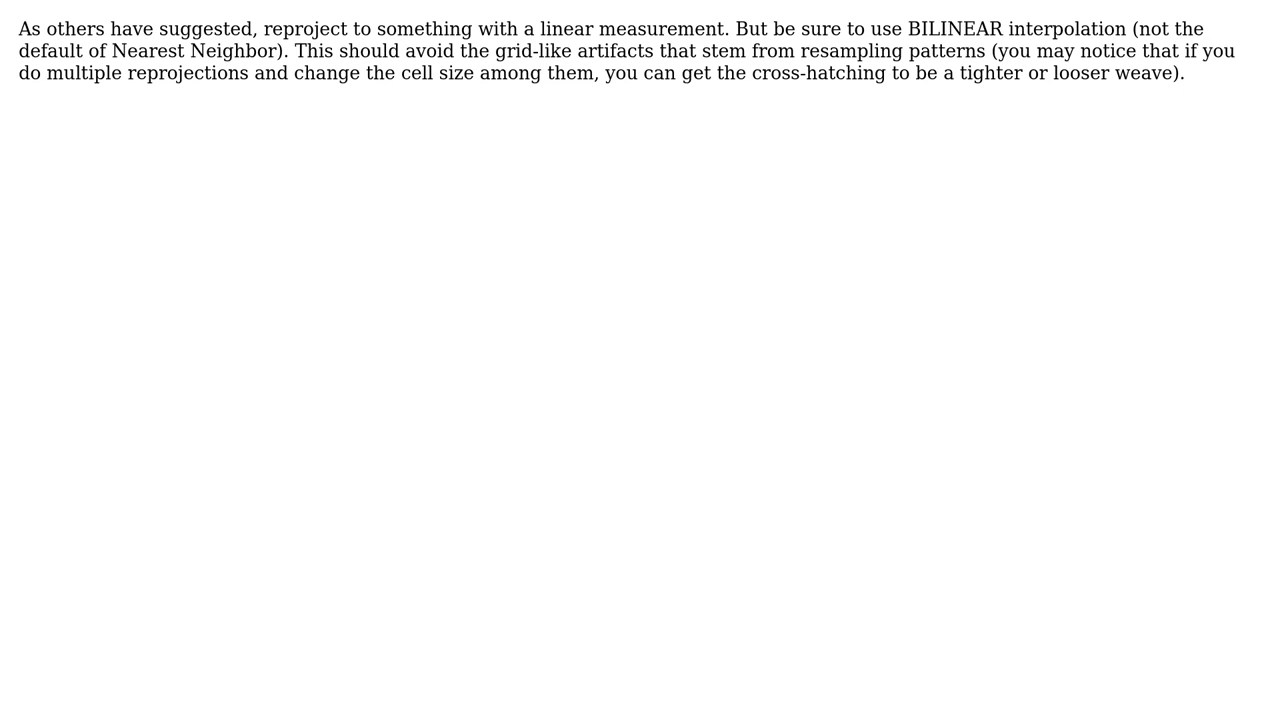 As others have suggested, reproject to something with a linear measurement. But be sure to use BILINEAR interpolation (not the
default of Nearest Neighbor). This should avoid the grid-like artifacts that stem from resampling patterns (you may notice that if you
do multiple reprojections and change the cell size among them, you can get the cross-hatching to be a tighter or looser weave).